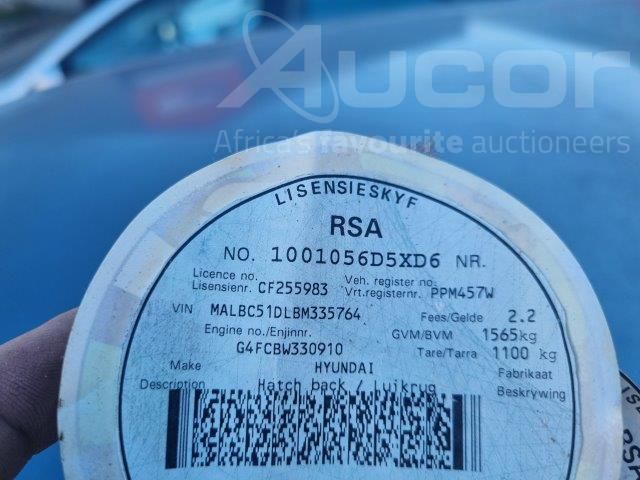 Aucor
Africa's favourite auctioneers
LISENSIESKYF
RSA
NO. 1001056D5XD6 NR.
Licence no. Veh. register no.
Lisensienr. CF255983 Vrt.registernr. PPM457W
VIN MALBC51DLBM335764 Fees/Gelde 2.2
Engine no./Enjinnr. GVM/BVM 1565kg
G4FCBW330910 Tare/Tarra 1100 kg
Make HYUNDAI Fabrikaat
Description Hatch back / Luikrug Beskrywing